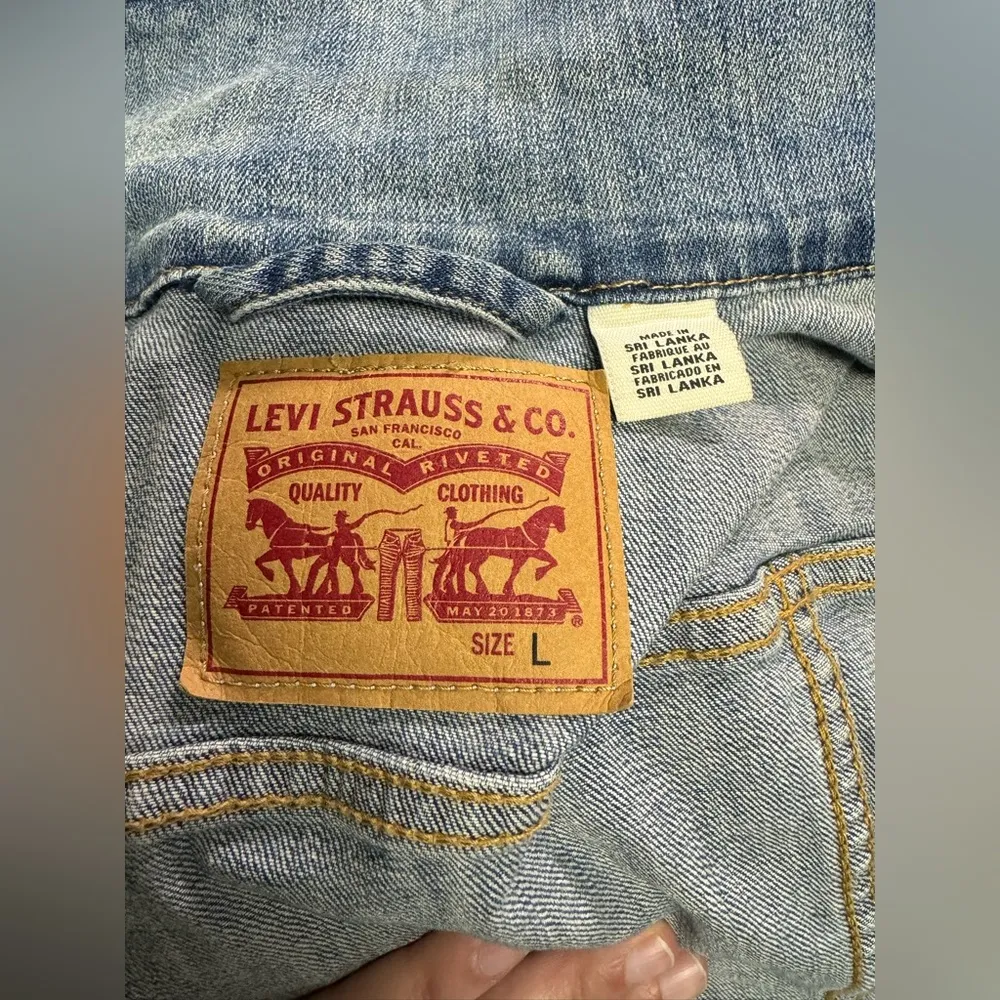 LEVI STRAUSS & CO.
SAN FRANCISCO
CAL.
ORIGINAL RIVETED
QUALITY CLOTHING
PATENTED MAY 20 1873 ®
SIZE L
MADE IN
SRI LANKA
FABRIQUE AU
SRI LANKA
FABRICADO EN
SRI LANKA